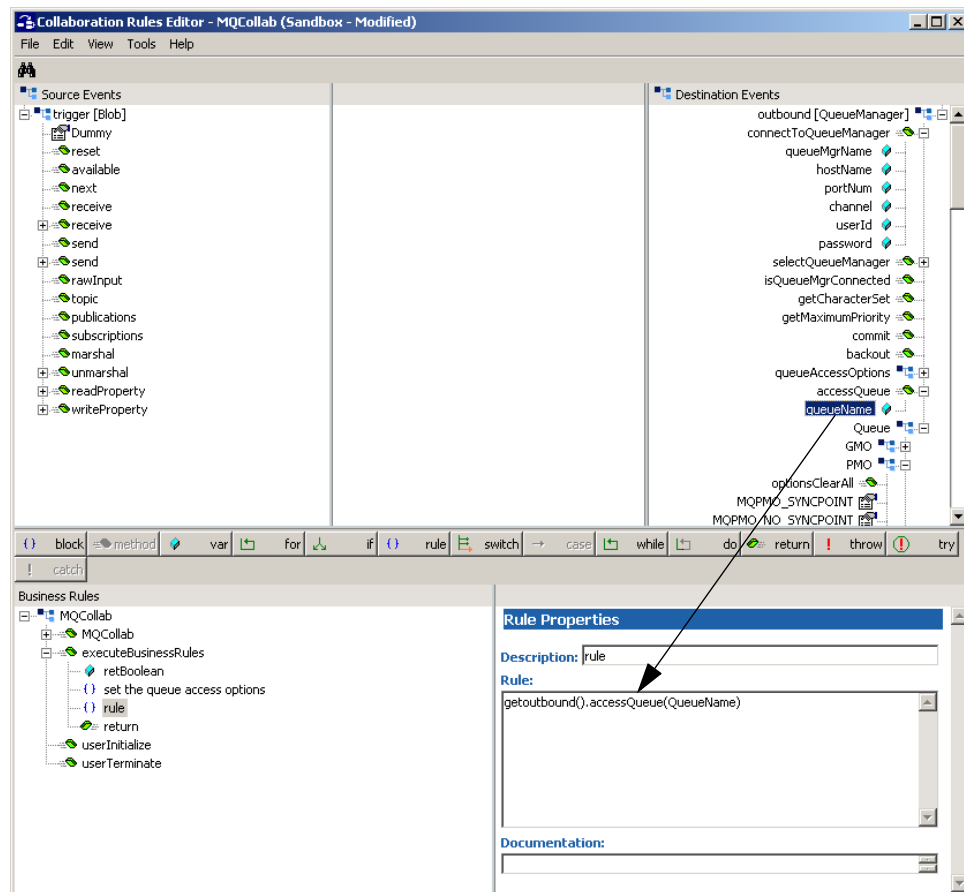 Collaboration Rules Editor - MQCollab (Sandbox - Modified)
File Edit View Tools Help
Source Events
trigger [Blob]
Dummy
reset
available
next
receive
receive
send
send
rawInput
topic
publications
subscriptions
marshal
unmarshal
readProperty
writeProperty
Destination Events
outbound [QueueManager]
connectToQueueManager
queueMgrName
hostName
portNum
channel
userId
password
selectQueueManager
isQueueMgrConnected
getCharacterSet
getMaximumPriority
commit
backout
queueAccessOptions
accessQueue
queueName
Queue
GMO
PMO
optionsClearAll
MQPMO_SYNCPOINT
MQPMO_NO_SYNCPOINT
{} block method var for if {} rule switch case while do return ! throw try
! catch
Business Rules
MQCollab
MQCollab
executeBusinessRules
retBoolean
{} set the queue access options
{} rule
return
userInitialize
userTerminate
Rule Properties
Description: rule
Rule:
getoutbound().accessQueue(QueueName)
Documentation: